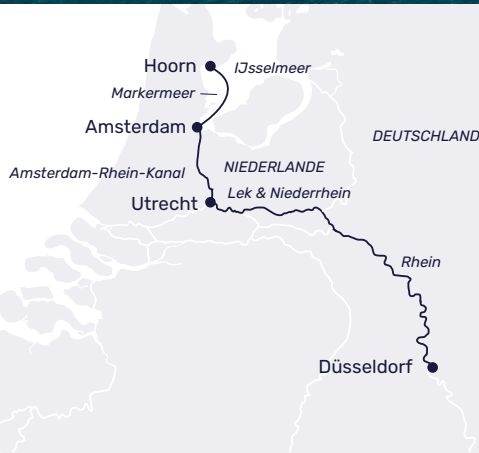 Hoorn
IJsselmeer
Markermeer
Amsterdam
DEUTSCHLAND
Amsterdam-Rhein-Kanal
NIEDERLANDE
Lek & Niederrhein
Utrecht
Rhein
Düsseldorf